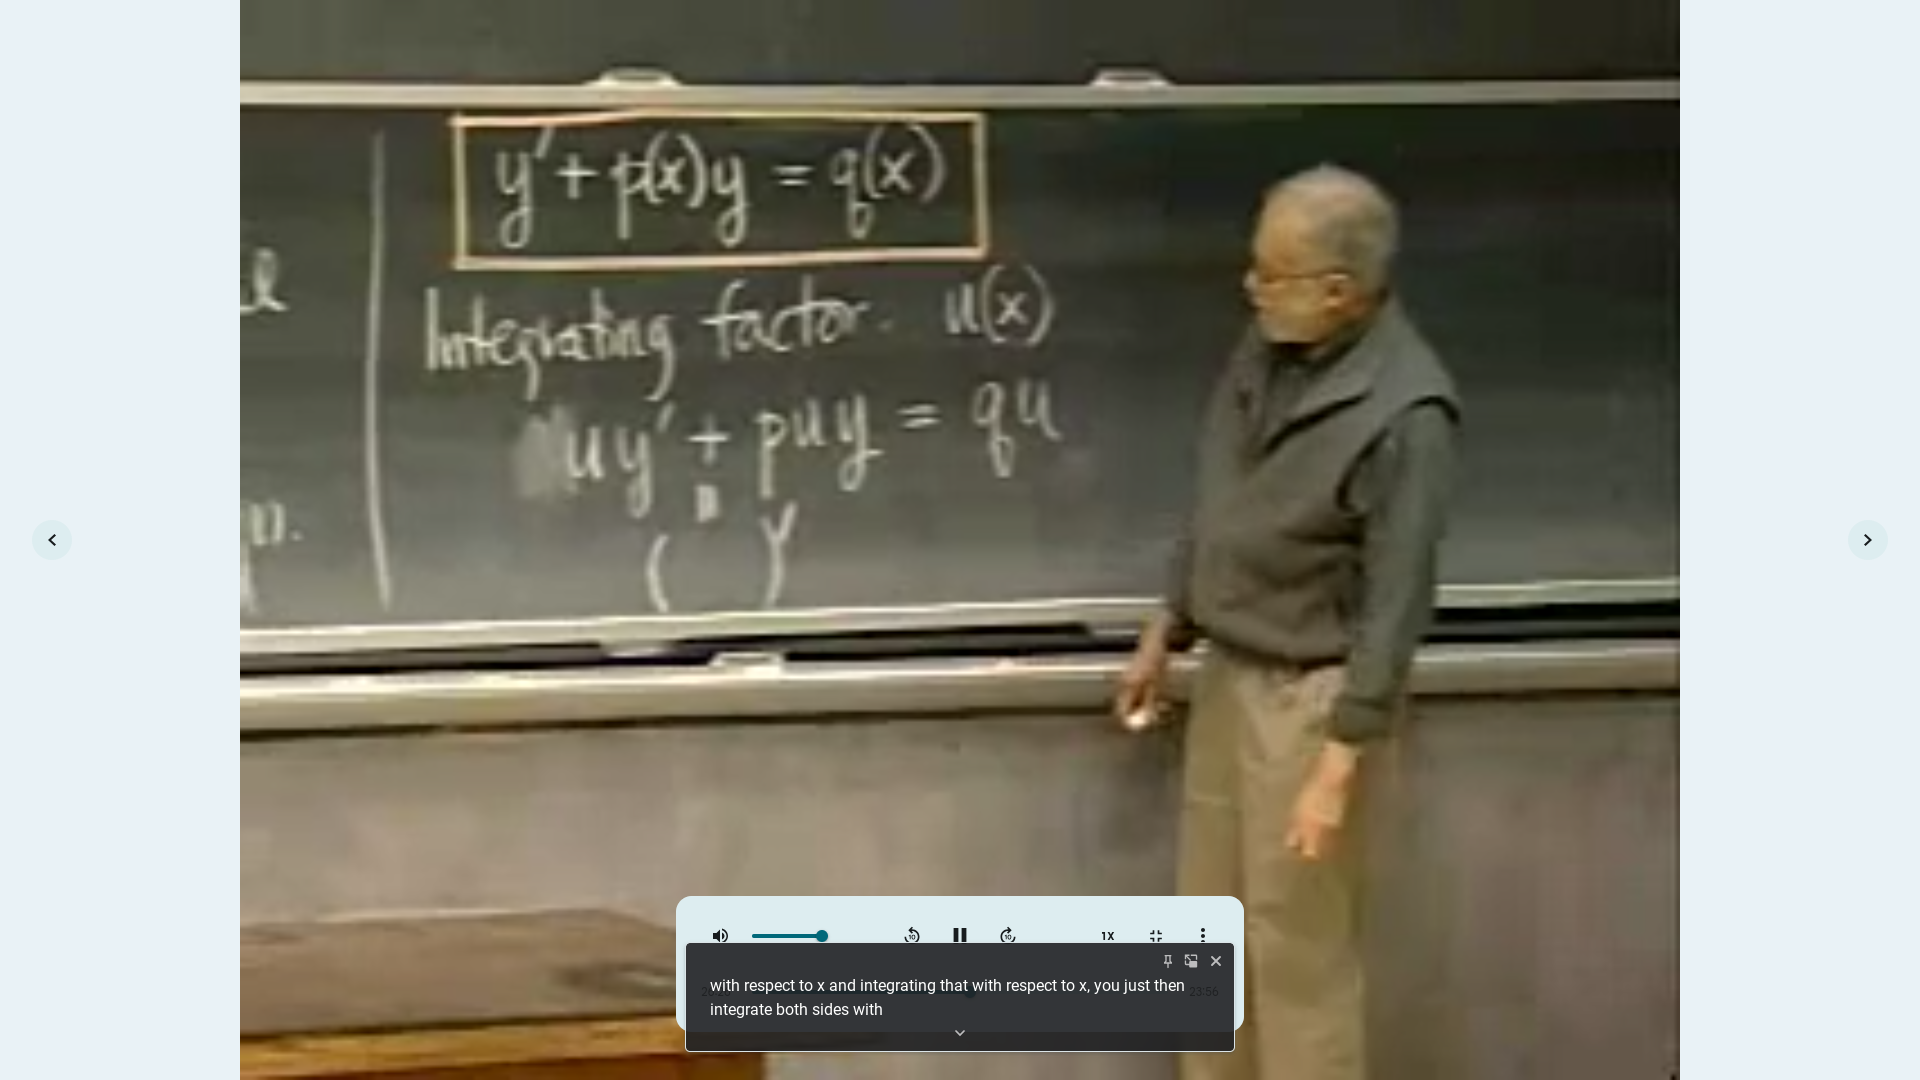 y' + p(x)y = q(x)
Integrating factor. u(x)
uy' + puy = qu
( )'
1X
with respect to x and integrating that with respect to x, you just then
integrate both sides with